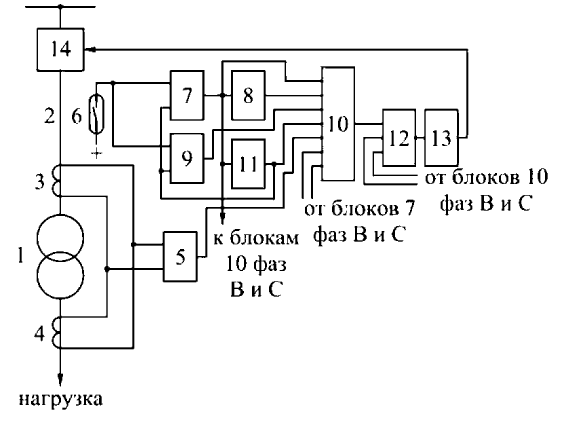 14
2
6
+
7
8
9
11
10
12
13
от блоков 10
фаз В и С
от блоков 7
фаз В и С
к блокам
10 фаз
В и С
3
1
5
4
нагрузка